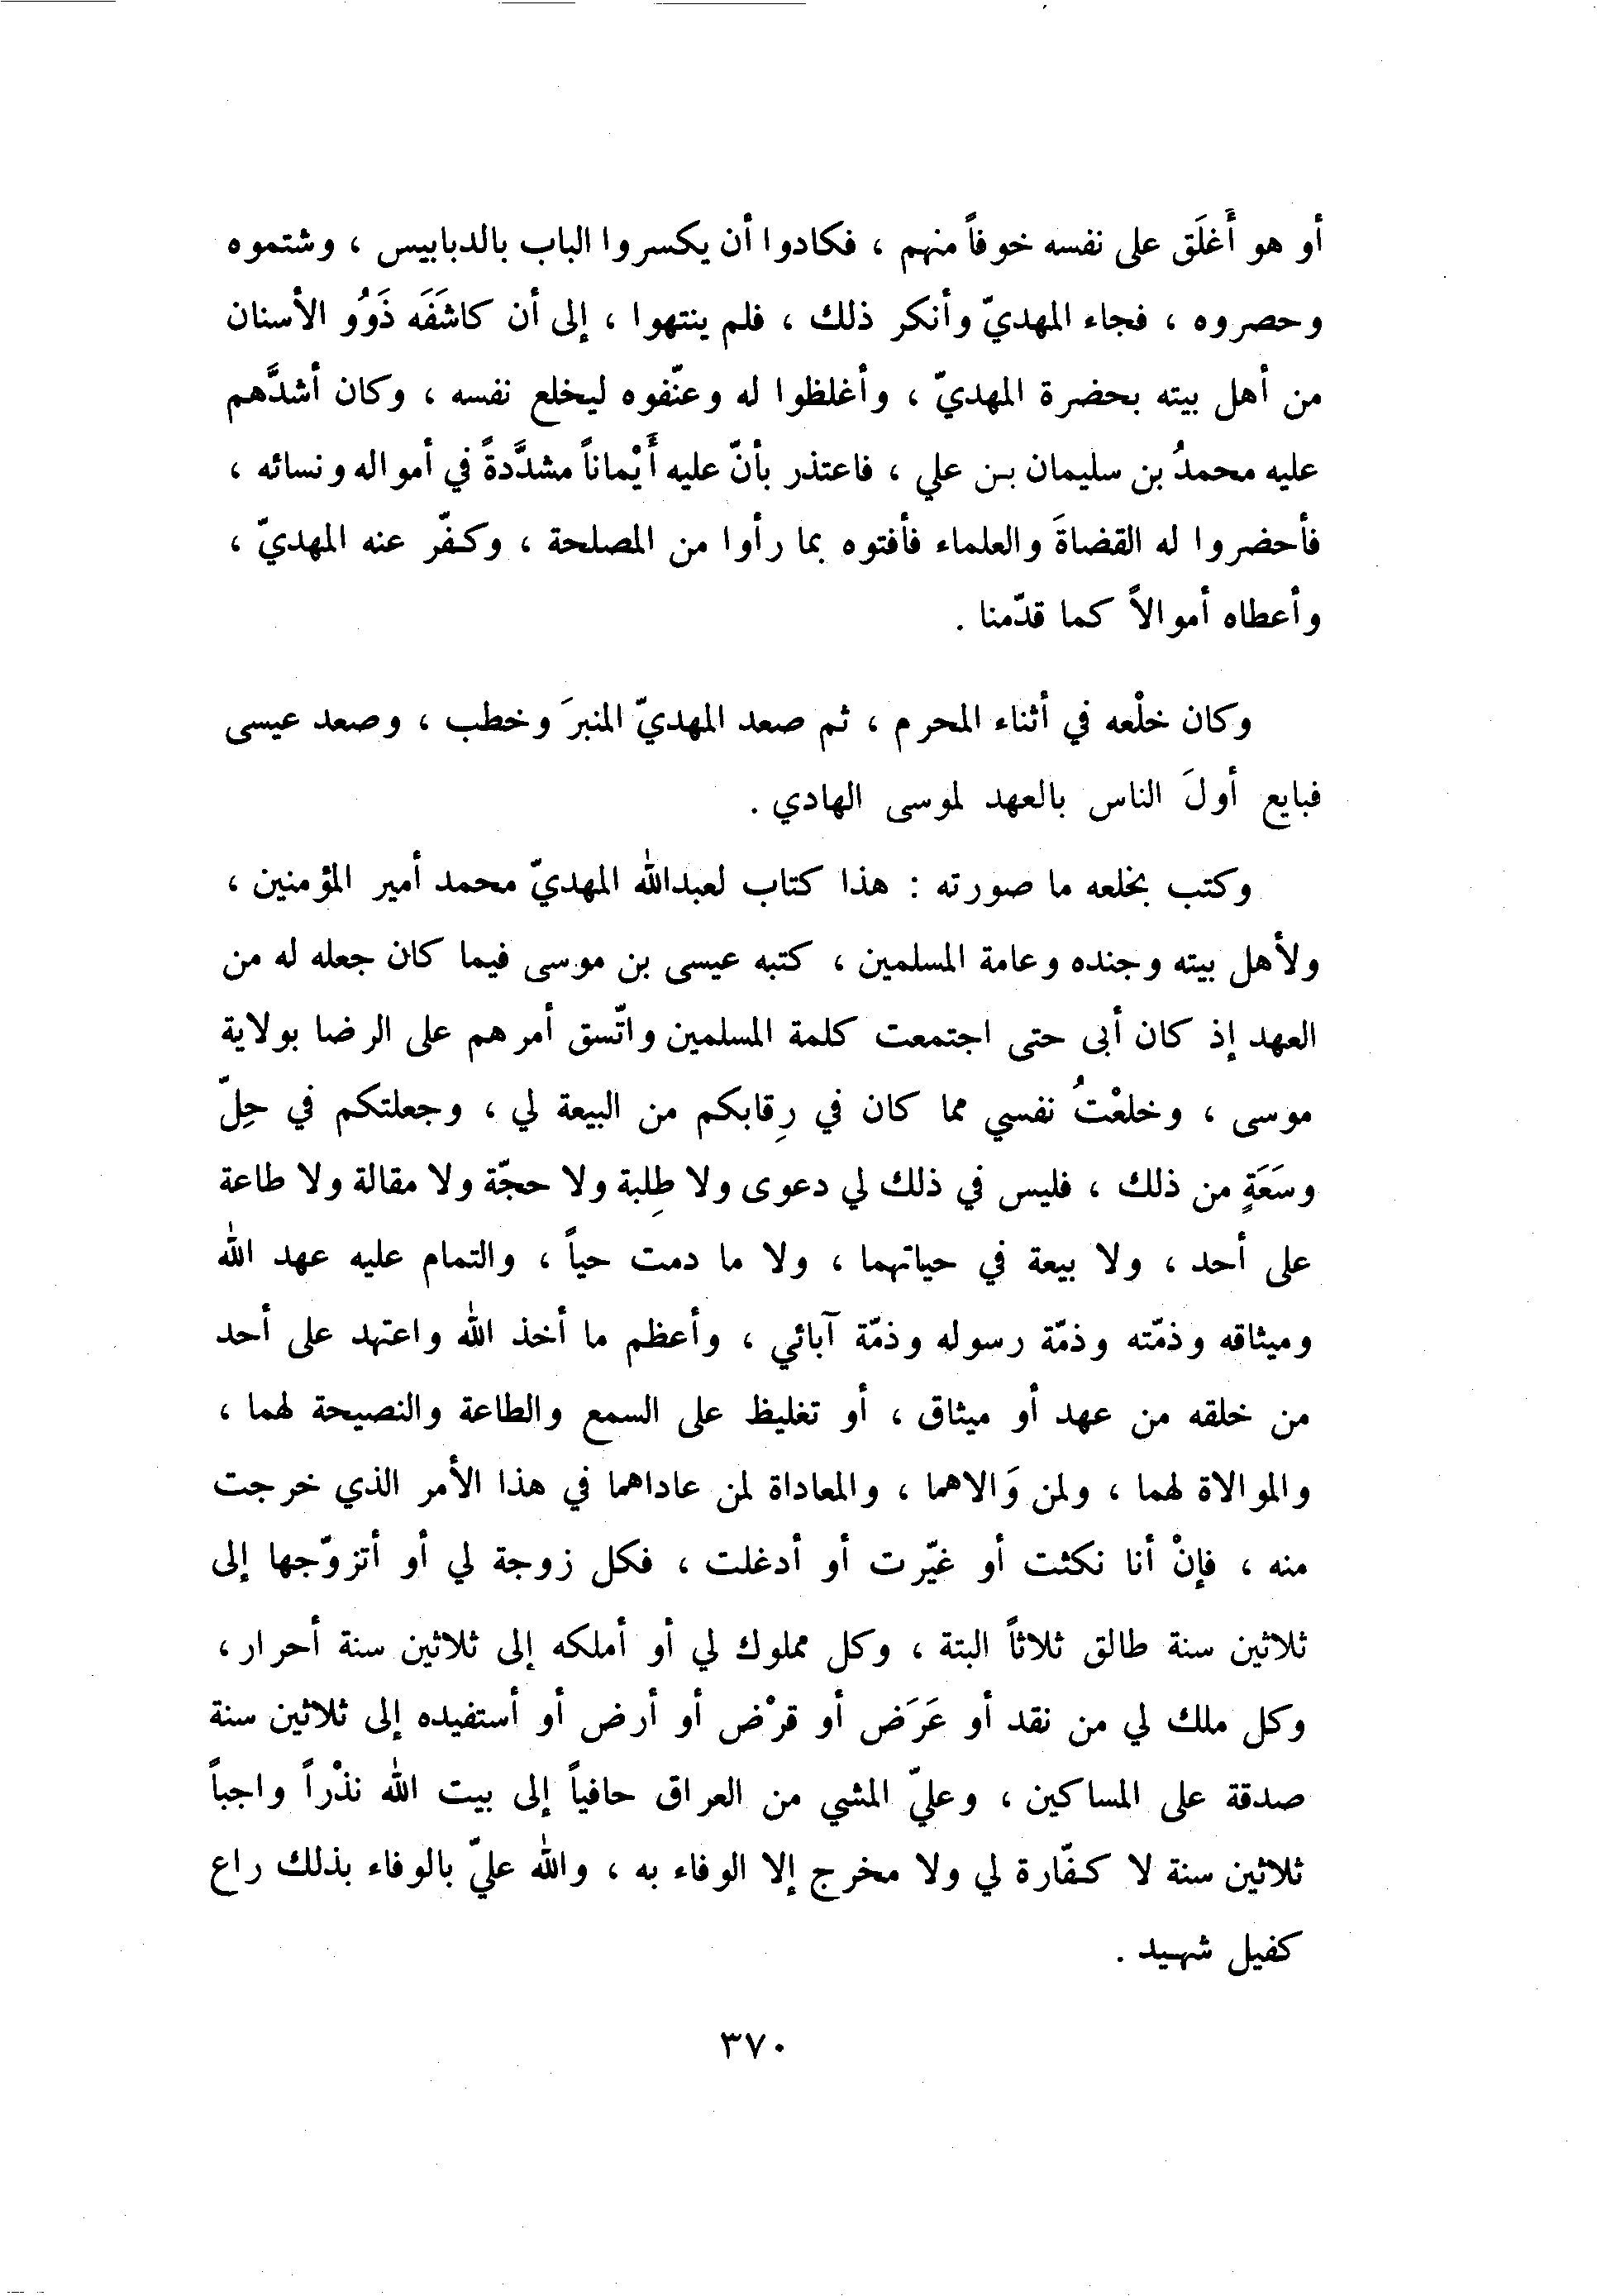 أو هو أَغلَق على نفسه خوفاً منهم ، فكادوا أن يكسروا الباب بالدبابيس ، وشتموه
وحصروه ، فجاء المهديّ وأنكر ذلك ، فلم ينتهوا ، إلى أن كاشَفَه ذَوُو الأسنان
من أهل بيته بحضرة المهديّ ، وأغلظوا له وعنّفوه ليخلع نفسه ، وكان أشدَّهم
عليه محمدُ بن سليمان بن علي ، فاعتذر بأنّ عليه أَيْماناً مشدَّدةً في أمواله ونسائه ،
فأحضروا له القضاةَ والعلماء فأفتوه بما رأوا من المصلحة ، وكفّر عنه المهديّ ،
وأعطاه أموالاً كما قدّمنا .
وكان خلْعه في أثناء المحرم ، ثم صعد المهديّ المنبرَ وخطب ، وصعد عيسى
فبايع أولَ الناس بالعهد لموسى الهادي .
وكتب بخلعه ما صورته : هذا كتاب لعبدالله المهديّ محمد أمير المؤمنين ،
ولأهل بيته وجنده وعامة المسلمين ، كتبه عيسى بن موسى فيما كان جعله له من
العهد إذ كان أبى حتى اجتمعت كلمة المسلمين واتّسق أمرهم على الرضا بولاية
موسى ، وخلعْتُ نفسي مما كان في رِقابكم من البيعة لي ، وجعلتكم في حِلّ
وسَعَةٍ من ذلك ، فليس في ذلك لي دعوى ولا طِلبة ولا حجّة ولا مقالة ولا طاعة
على أحد ، ولا بيعة في حياتهما ، ولا ما دمت حياً ، والتمام عليه عهد الله
وميثاقه وذمّته وذمّة رسوله وذمّة آبائي ، وأعظم ما أخذ الله واعتهد على أحد
من خلقه من عهد أو ميثاق ، أو تغليظ على السمع والطاعة والنصيحة لهما ،
والموالاة لهما ، ولمن وَالاهما ، والمعاداة لمن عاداهما في هذا الأمر الذي خرجت
منه ، فإنْ أنا نكثت أو غيّرت أو أدغلت ، فكل زوجة لي أو أتزوّجها إلى
ثلاثين سنة طالق ثلاثاً البتة ، وكل مملوك لي أو أملكه إلى ثلاثين سنة أحرار ،
وكل ملك لي من نقد أو عَرَض أو قرْض أو أرض أو أستفيده إلى ثلاثين سنة
صدقة على المساكين ، وعليّ المشي من العراق حافياً إلى بيت الله نذْراً واجباً
ثلاثين سنة لا كفّارة لي ولا مخرج إلا الوفاء به ، والله عليّ بالوفاء بذلك راع
كفيل شهيد .
٣٧٠